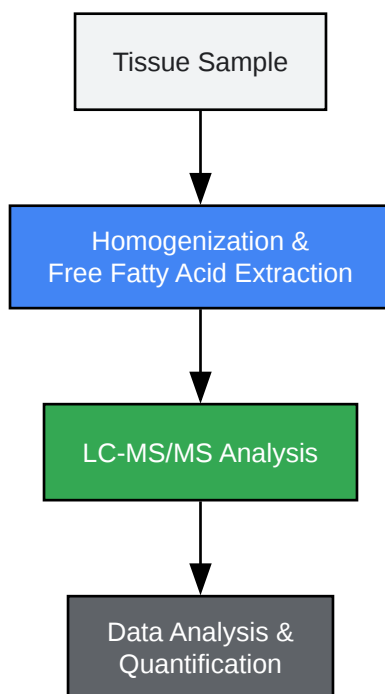 Tissue Sample
Homogenization &
Free Fatty Acid Extraction
LC-MS/MS Analysis
Data Analysis &
Quantification